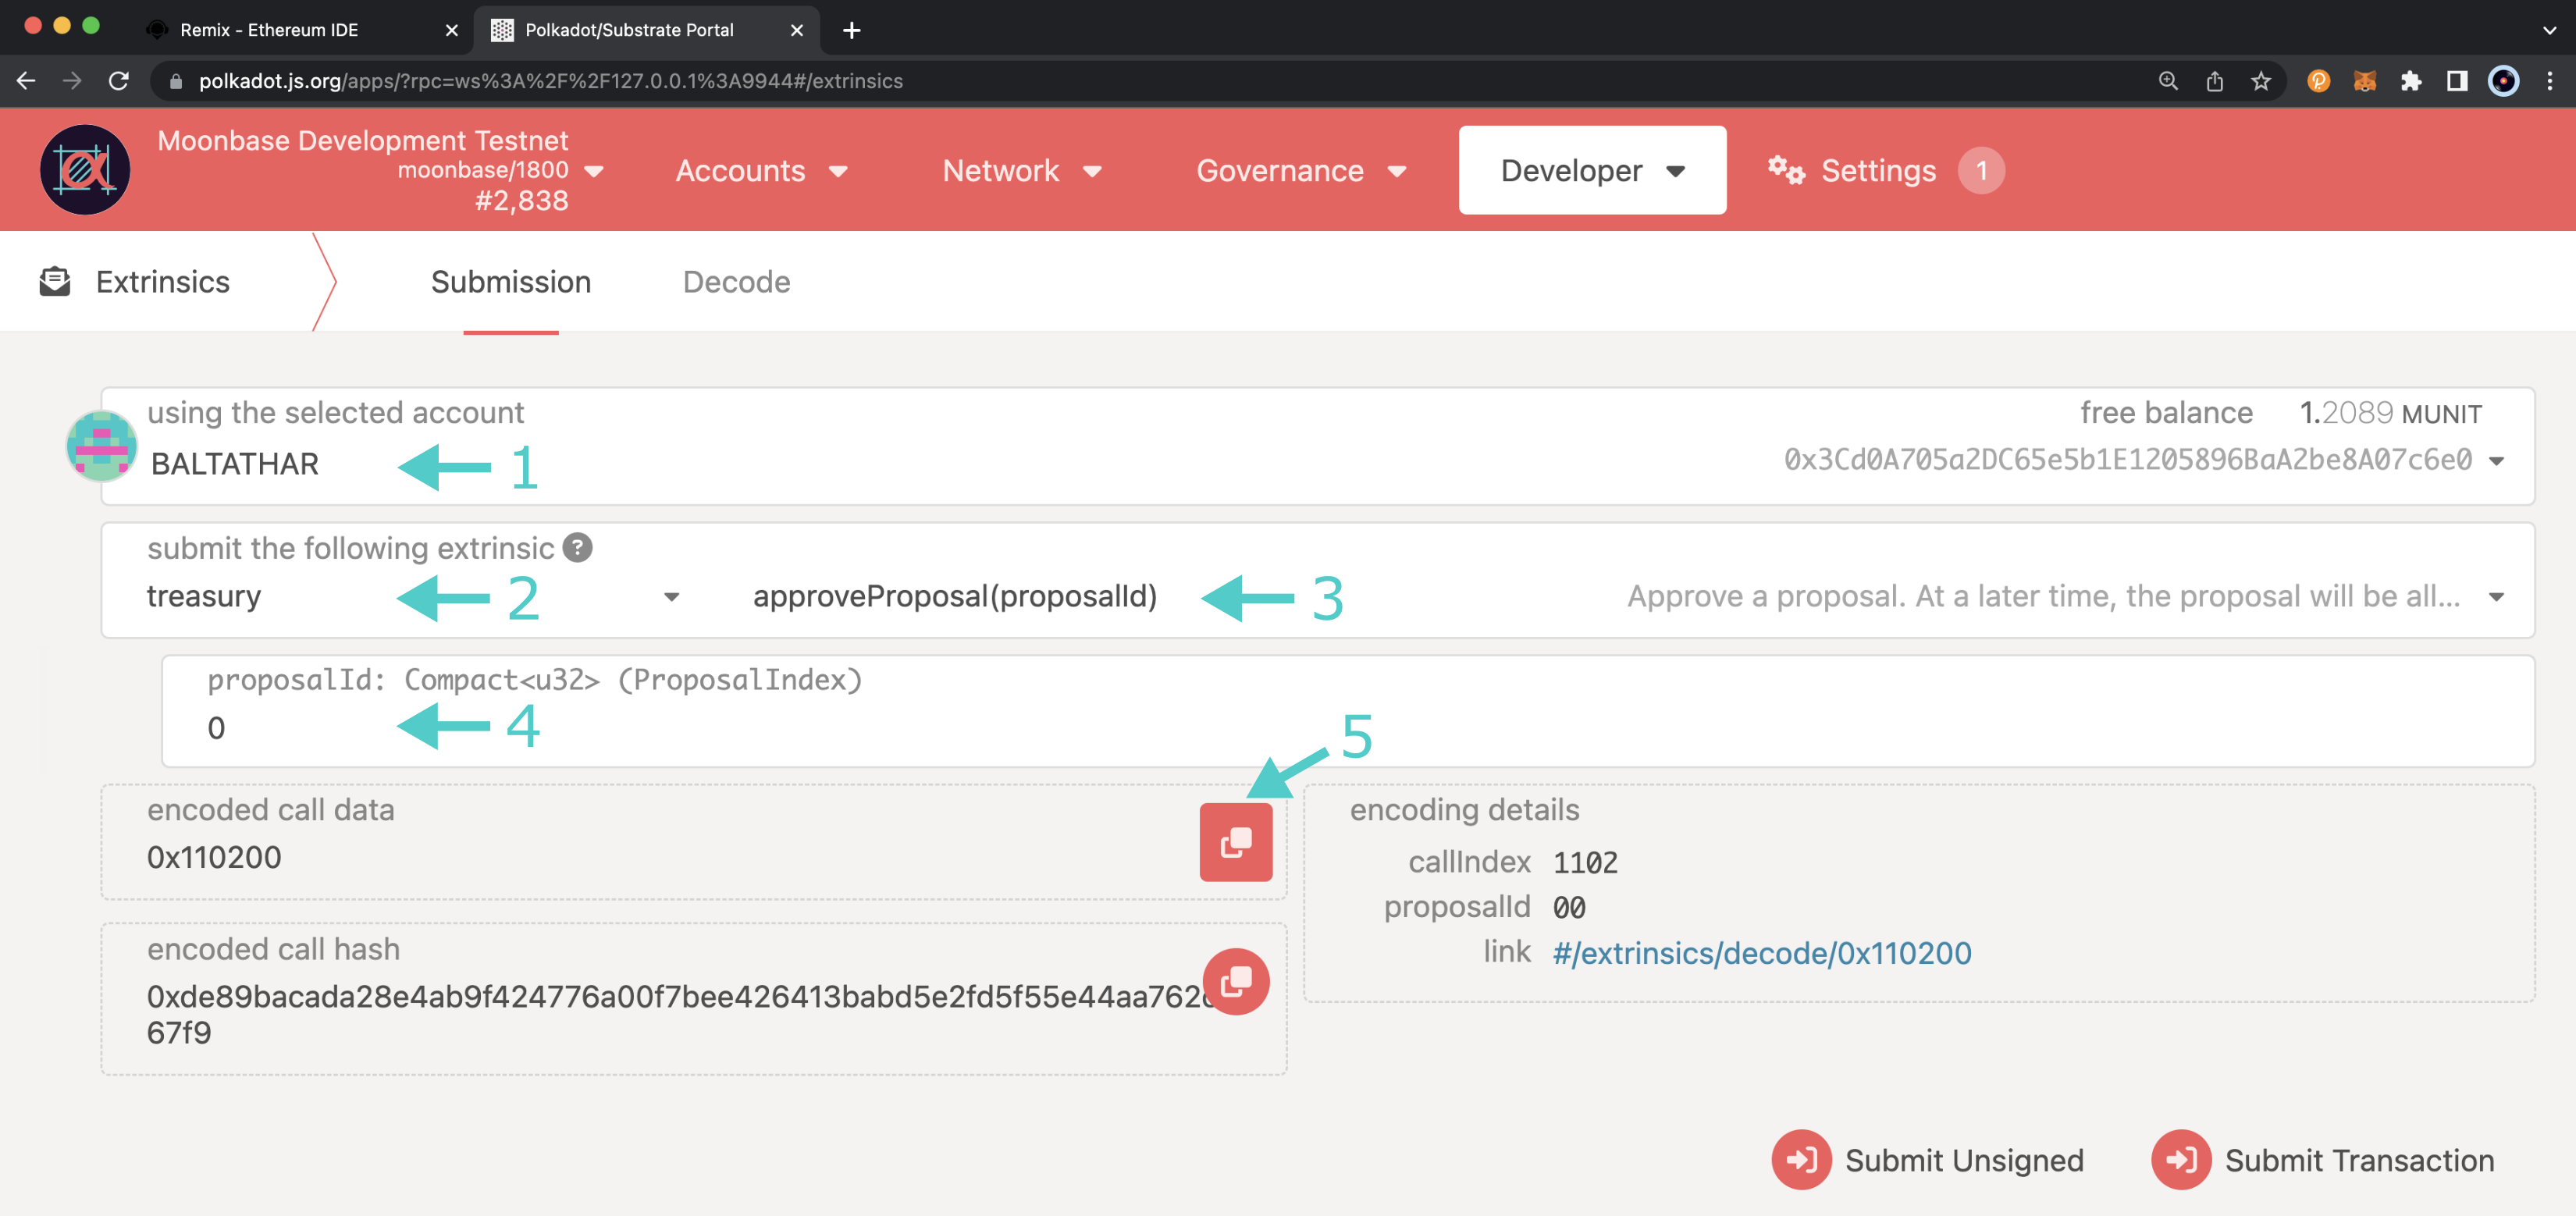 Remix - Ethereum IDE
Polkadot/Substrate Portal
polkadot.js.org/apps/?rpc=ws%3A%2F%2F127.0.0.1%3A9944#/extrinsics
Moonbase Development Testnet
moonbase/1800
#2,838
Accounts
Network
Governance
Developer
Settings
1
Extrinsics
Submission
Decode
using the selected account
free balance 1.2089 MUNIT
BALTATHAR
1
0x3Cd0A705a2DC65e5b1E1205896BaA2be8A07c6e0
submit the following extrinsic ?
treasury
2
approveProposal(proposalId)
3
Approve a proposal. At a later time, the proposal will be all...
proposalId: Compact<u32> (ProposalIndex)
0
4
5
encoded call data
0x110200
encoding details
callIndex 1102
proposalId 00
link #/extrinsics/decode/0x110200
encoded call hash
0xde89bacada28e4ab9f424776a00f7bee426413babd5e2fd5f55e44aa762
67f9
Submit Unsigned
Submit Transaction